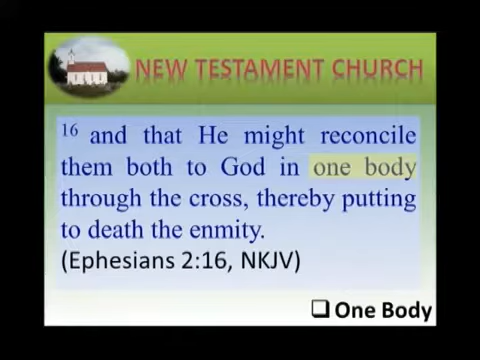 NEW TESTAMENT CHURCH
16 and that He might reconcile
them both to God in one body
through the cross, thereby putting
to death the enmity.
(Ephesians 2:16, NKJV)
❑ One Body